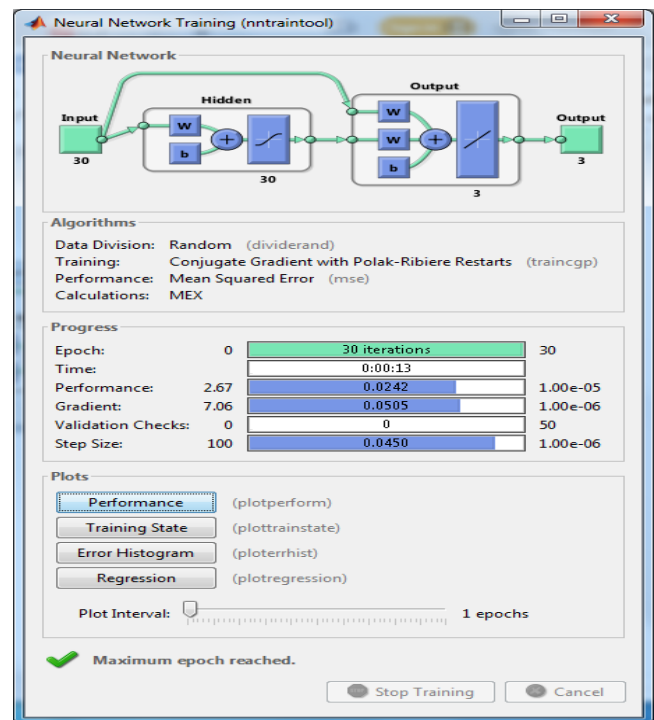 Neural Network Training (nntraintool)
Neural Network
Input
30
Hidden
W
b
+
30
Output
W
W
b
+
3
Output
3
Algorithms
Data Division: Random (dividerand)
Training: Conjugate Gradient with Polak-Ribiere Restarts (traincgp)
Performance: Mean Squared Error (mse)
Calculations: MEX
Progress
Epoch: 0 30 iterations 30
Time: 0:00:13
Performance: 2.67 0.0242 1.00e-05
Gradient: 7.06 0.0505 1.00e-06
Validation Checks: 0 0 50
Step Size: 100 0.0450 1.00e-06
Plots
Performance (plotperform)
Training State (plottrainstate)
Error Histogram (ploterrhist)
Regression (plotregression)
Plot Interval: 1 epochs
Maximum epoch reached.
Stop Training Cancel